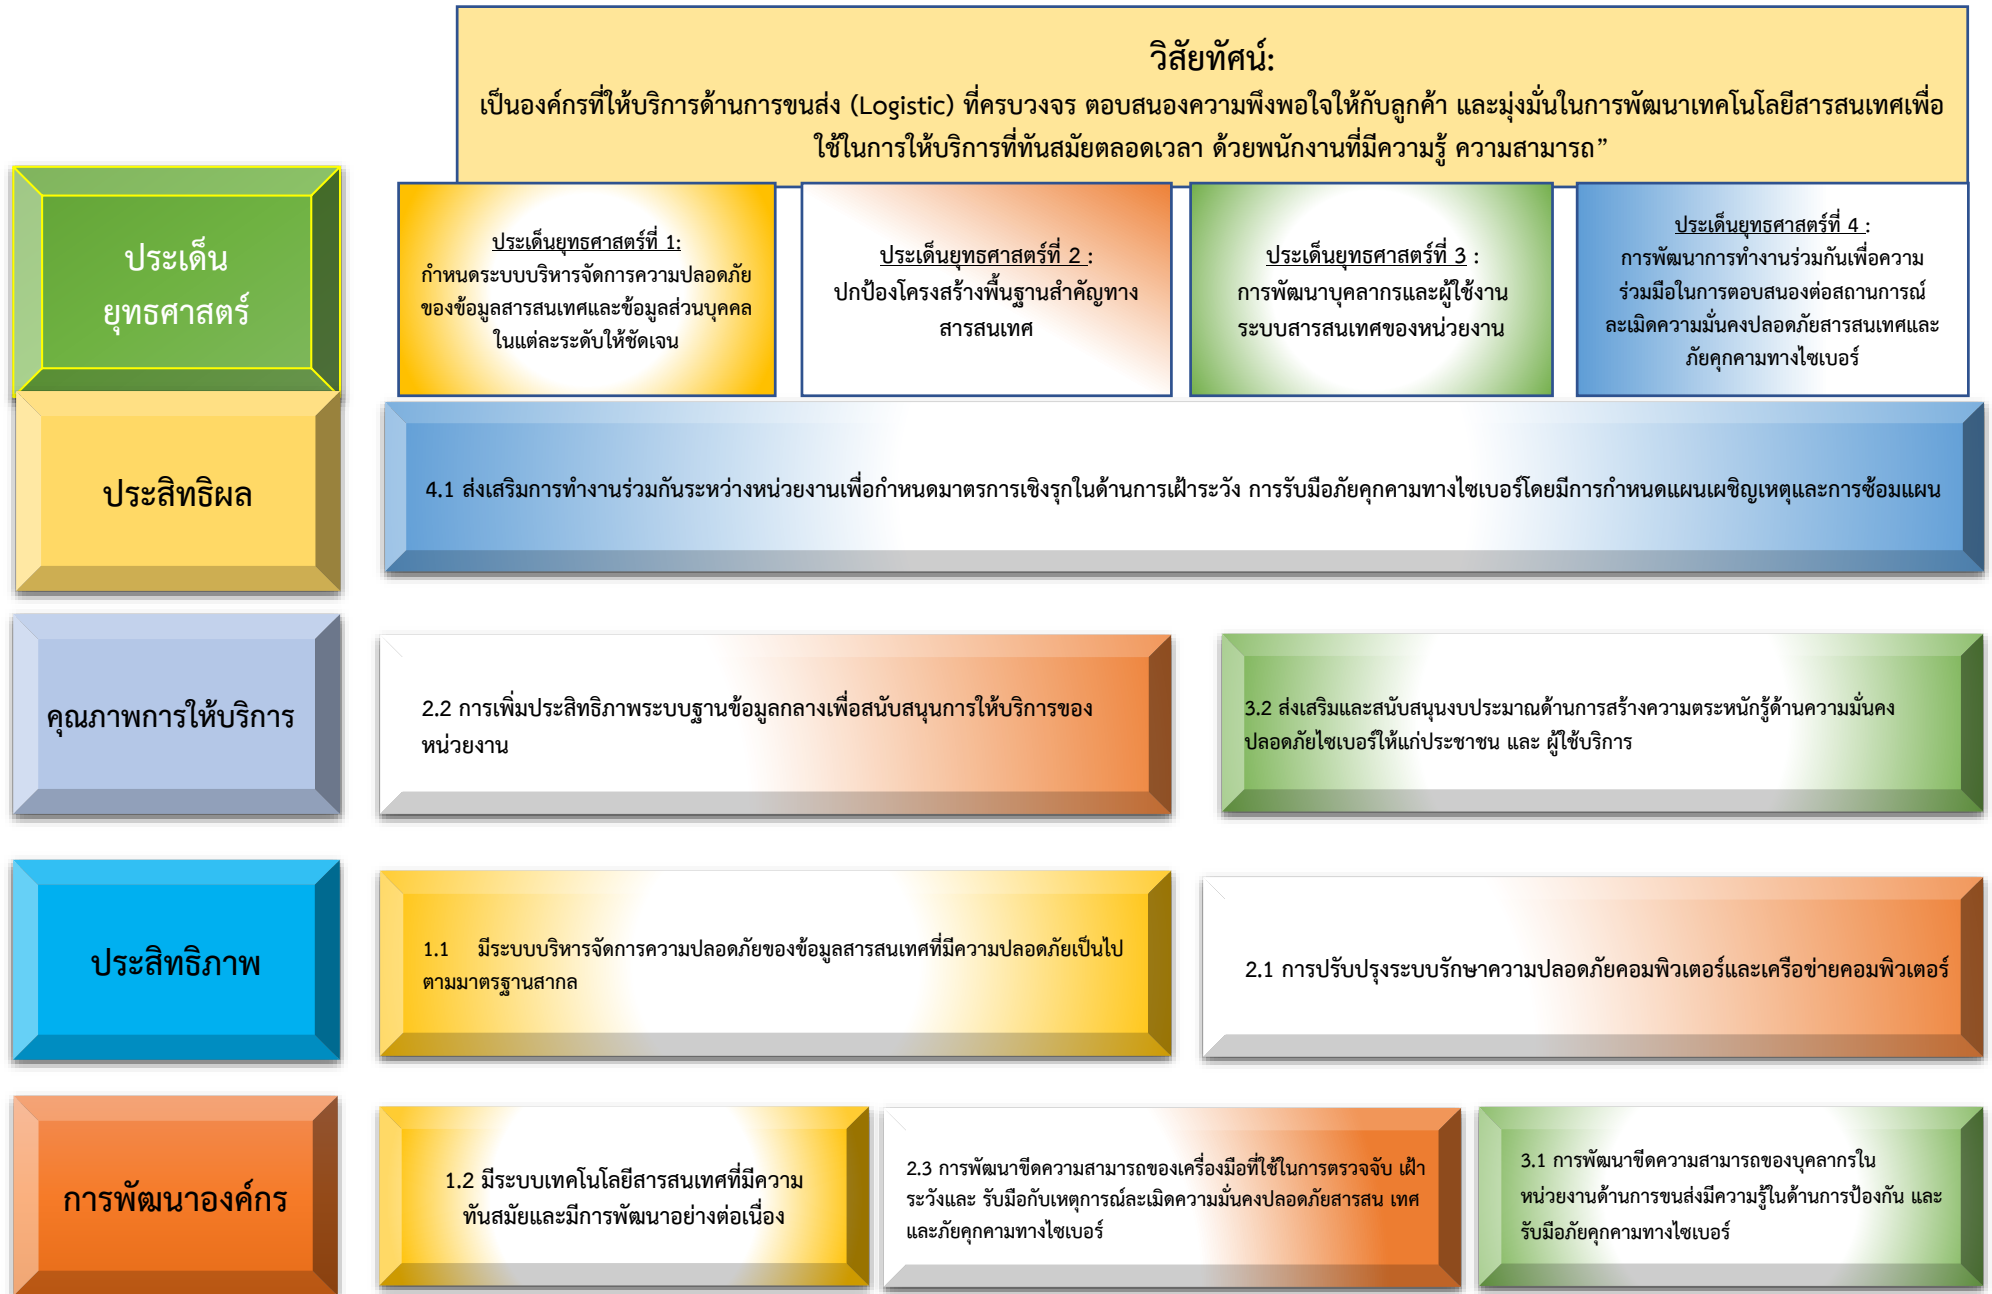 วิสัยทัศน์:
เป็นองค์กรที่ให้บริการด้านการขนส่ง (Logistic) ที่ครบวงจร ตอบสนองความพึงพอใจให้กับลูกค้า และมุ่งมั่นในการพัฒนาเทคโนโลยีสารสนเทศเพื่อ
ใช้ในการให้บริการที่ทันสมัยตลอดเวลา ด้วยพนักงานที่มีความรู้ ความสามารถ”
ประเด็น
ยุทธศาสตร์
ประเด็นยุทธศาสตร์ที่ 1:
กำหนดระบบบริหารจัดการความปลอดภัย
ของข้อมูลสารสนเทศและข้อมูลส่วนบุคคล
ในแต่ละระดับให้ชัดเจน
ประเด็นยุทธศาสตร์ที่ 2 :
ปกป้องโครงสร้างพื้นฐานสำคัญทาง
สารสนเทศ
ประเด็นยุทธศาสตร์ที่ 3 :
การพัฒนาบุคลากรและผู้ใช้งาน
ระบบสารสนเทศของหน่วยงาน
ประเด็นยุทธศาสตร์ที่ 4 :
การพัฒนาการทำงานร่วมกันเพื่อความ
ร่วมมือในการตอบสนองต่อสถานการณ์
ละเมิดความมั่นคงปลอดภัยสารสนเทศและ
ภัยคุกคามทางไซเบอร์
ประสิทธิผล
4.1 ส่งเสริมการทำงานร่วมกันระหว่างหน่วยงานเพื่อกำหนดมาตรการเชิงรุกในด้านการเฝ้าระวัง การรับมือภัยคุกคามทางไซเบอร์โดยมีการกำหนดแผนเผชิญเหตุและการซ้อมแผน
คุณภาพการให้บริการ
2.2 การเพิ่มประสิทธิภาพระบบฐานข้อมูลกลางเพื่อสนับสนุนการให้บริการของ
หน่วยงาน
3.2 ส่งเสริมและสนับสนุนงบประมาณด้านการสร้างความตระหนักรู้ด้านความมั่นคง
ปลอดภัยไซเบอร์ให้แก่ประชาชน และ ผู้ใช้บริการ
ประสิทธิภาพ
1.1 มีระบบบริหารจัดการความปลอดภัยของข้อมูลสารสนเทศที่มีความปลอดภัยเป็นไป
ตามมาตรฐานสากล
2.1 การปรับปรุงระบบรักษาความปลอดภัยคอมพิวเตอร์และเครือข่ายคอมพิวเตอร์
การพัฒนาองค์กร
1.2 มีระบบเทคโนโลยีสารสนเทศที่มีความ
ทันสมัยและมีการพัฒนาอย่างต่อเนื่อง
2.3 การพัฒนาขีดความสามารถของเครื่องมือที่ใช้ในการตรวจจับ เฝ้า
ระวังและ รับมือกับเหตุการณ์ละเมิดความมั่นคงปลอดภัยสารสน เทศ
และภัยคุกคามทางไซเบอร์
3.1 การพัฒนาขีดความสามารถของบุคลากรใน
หน่วยงานด้านการขนส่งมีความรู้ในด้านการป้องกัน และ
รับมือภัยคุกคามทางไซเบอร์